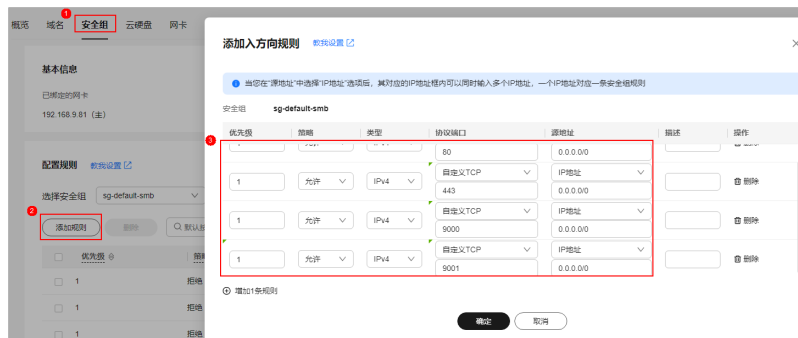 1
概览 域名 安全组 云硬盘 网卡
基本信息
已绑定的网卡
192.168.9.81（主）
配置规则 教我设置
选择安全组 sg-default-smb
2
添加规则 删除
优先级
1 拒绝
1 拒绝
1 拒绝
添加入方向规则 教我设置
当您在“源地址”中选择“IP地址”选项后，其对应的地址框内可以同时输入多个IP地址，一个IP地址对应一条安全组规则
安全组 sg-default-smb
优先级 策略 类型 协议端口 源地址 描述 操作
3
80 0.0.0.0/0
自定义TCP IP地址
1 允许 IPv4 删除
443 0.0.0.0/0
自定义TCP IP地址
1 允许 IPv4 删除
9000 0.0.0.0/0
自定义TCP IP地址
1 允许 IPv4 删除
9001 0.0.0.0/0
增加1条规则
确定 取消